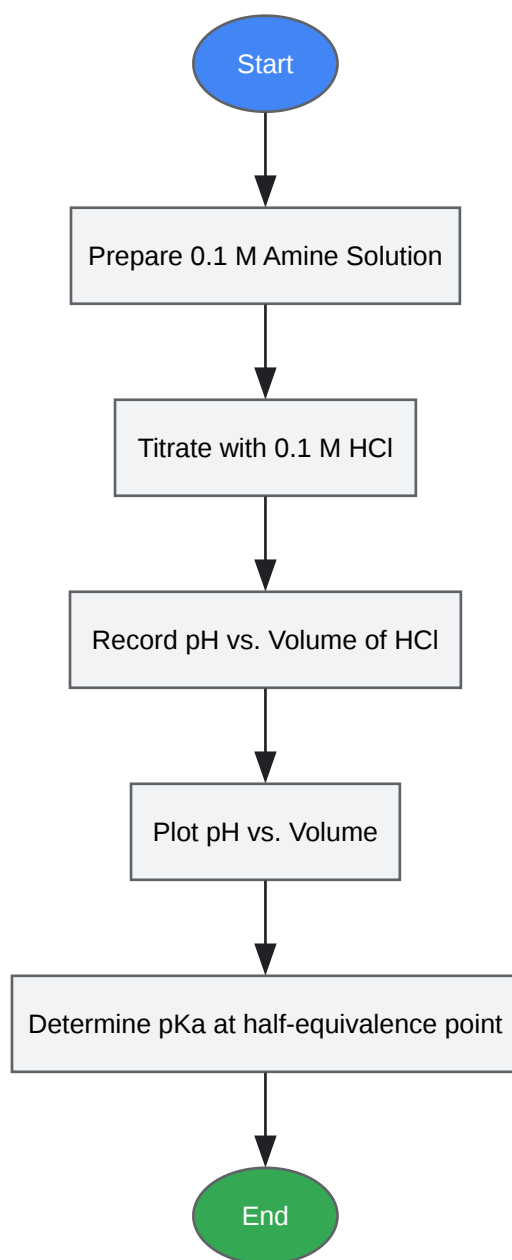 Start
Prepare 0.1 M Amine Solution
Titrate with 0.1 M HCl
Record pH vs. Volume of HCl
Plot pH vs. Volume
Determine pKa at half-equivalence point
End